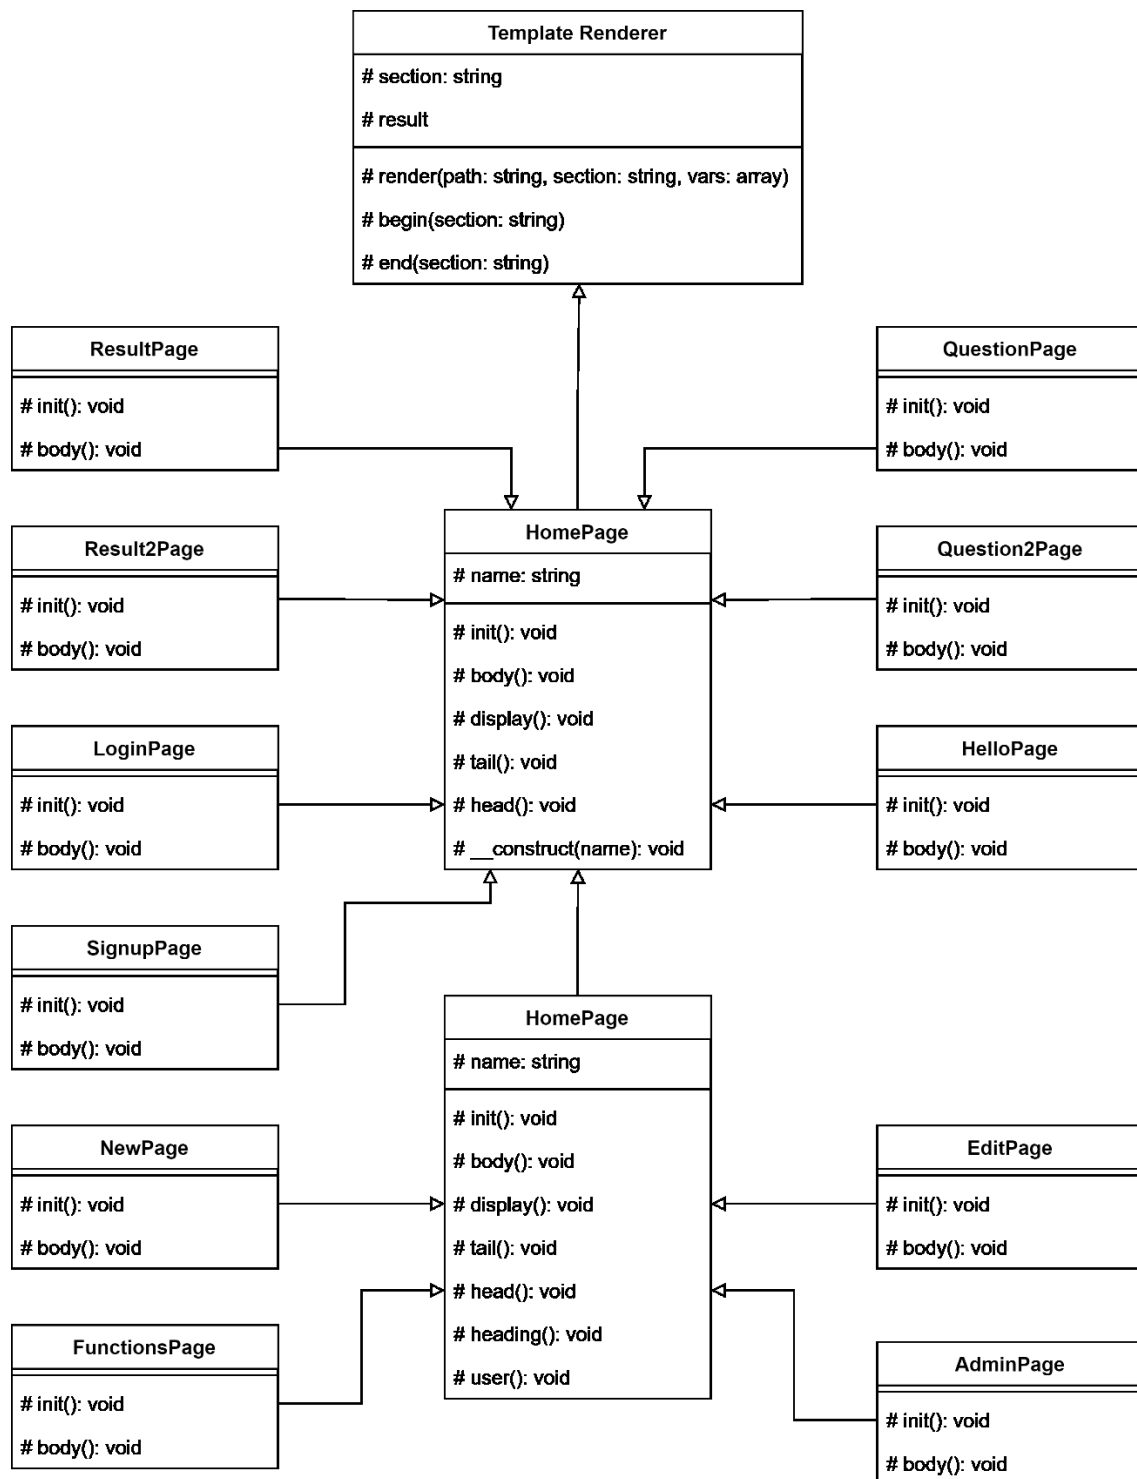 Template Renderer
# section: string
# result
# render(path: string, section: string, vars: array)
# begin(section: string)
# end(section: string)
ResultPage
# init(): void
# body(): void
QuestionPage
# init(): void
# body(): void
Result2Page
# init(): void
# body(): void
HomePage
# name: string
# init(): void
# body(): void
# display(): void
# tail(): void
# head(): void
# __construct(name): void
Question2Page
# init(): void
# body(): void
LoginPage
# init(): void
# body(): void
HelloPage
# init(): void
# body(): void
SignupPage
# init(): void
# body(): void
HomePage
# name: string
# init(): void
# body(): void
# display(): void
# tail(): void
# head(): void
# heading(): void
# user(): void
NewPage
# init(): void
# body(): void
EditPage
# init(): void
# body(): void
FunctionsPage
# init(): void
# body(): void
AdminPage
# init(): void
# body(): void